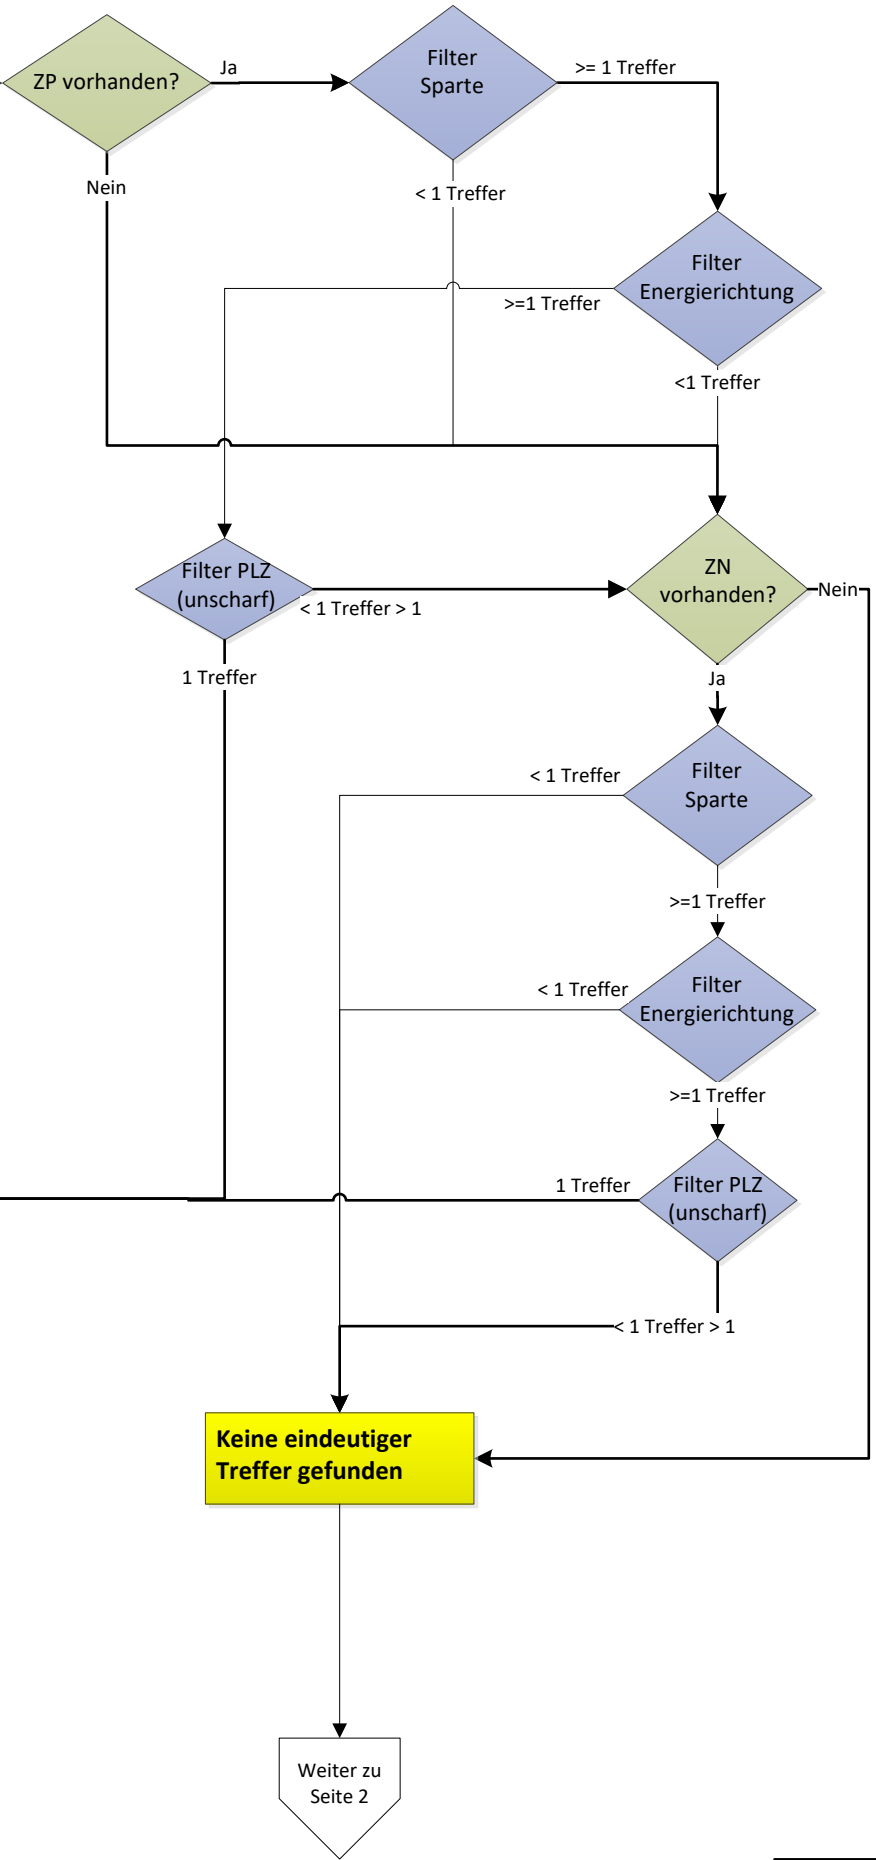 ZP vorhanden?
Ja
Filter
Sparte
>= 1 Treffer
Nein
< 1 Treffer
Filter
Energierichtung
>=1 Treffer
<1 Treffer
Filter PLZ
(unscharf)
< 1 Treffer > 1
ZN
vorhanden?
Nein
1 Treffer
Ja
Filter
Sparte
< 1 Treffer
>=1 Treffer
Filter
Energierichtung
< 1 Treffer
>=1 Treffer
Filter PLZ
(unscharf)
1 Treffer
< 1 Treffer > 1
Keine eindeutiger
Treffer gefunden
Weiter zu
Seite 2